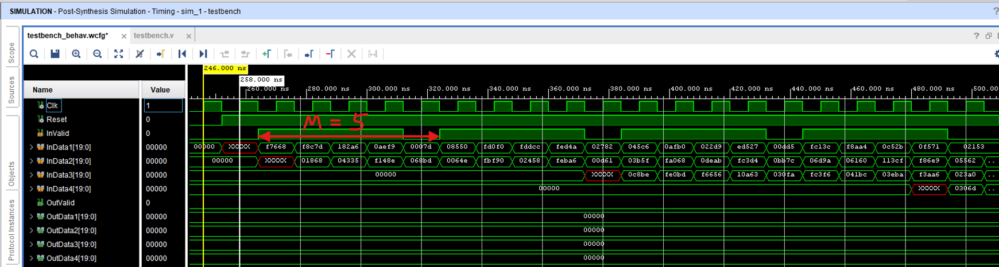 SIMULATION - Post-Synthesis Simulation - Timing - sim_1 - testbench ?
Scope
Sources
Objects
Protocol Instances
testbench_behav.wcfg* × testbench.v × ?
246.000 ns
258.000 ns
260.000 ns 280.000 ns 300.000 ns 320.000 ns 340.000 ns 360.000 ns 380.000 ns 400.000 ns 420.000 ns 440.000 ns 460.000 ns 480.000 ns 500.00
Name Value
Clk 1
Reset 0
M = 5
InValid 0
InData1[19:0] 00000 00000 XXXXX f7668 f8c7d 182a6 0aef9 0007d 08550 fd0f0 fddcc fed4a 02782 045c6 0afb0 022d9 ed527 00dd5 fc13c f8aa4 0c52b 0f571 02153
InData2[19:0] 00000 00000 XXXXX 01868 04335 f148e 068bd 0064e fbf90 02458 feba6 00d61 03b5f fa068 0deab fc3d4 0bb7c 06d9a 06160 113cf f86e9 05562 ..
InData3[19:0] 00000 00000 XXXXX 0c8be fe0bd f6656 10a63 030fa fc3f6 041bc 03eba f3aa6 023a0 ..
InData4[19:0] 00000 00000 XXXXX 0306d ..
OutValid 0
OutData1[19:0] 00000 00000
OutData2[19:0] 00000 00000
OutData3[19:0] 00000 00000
OutData4[19:0] 00000 00000